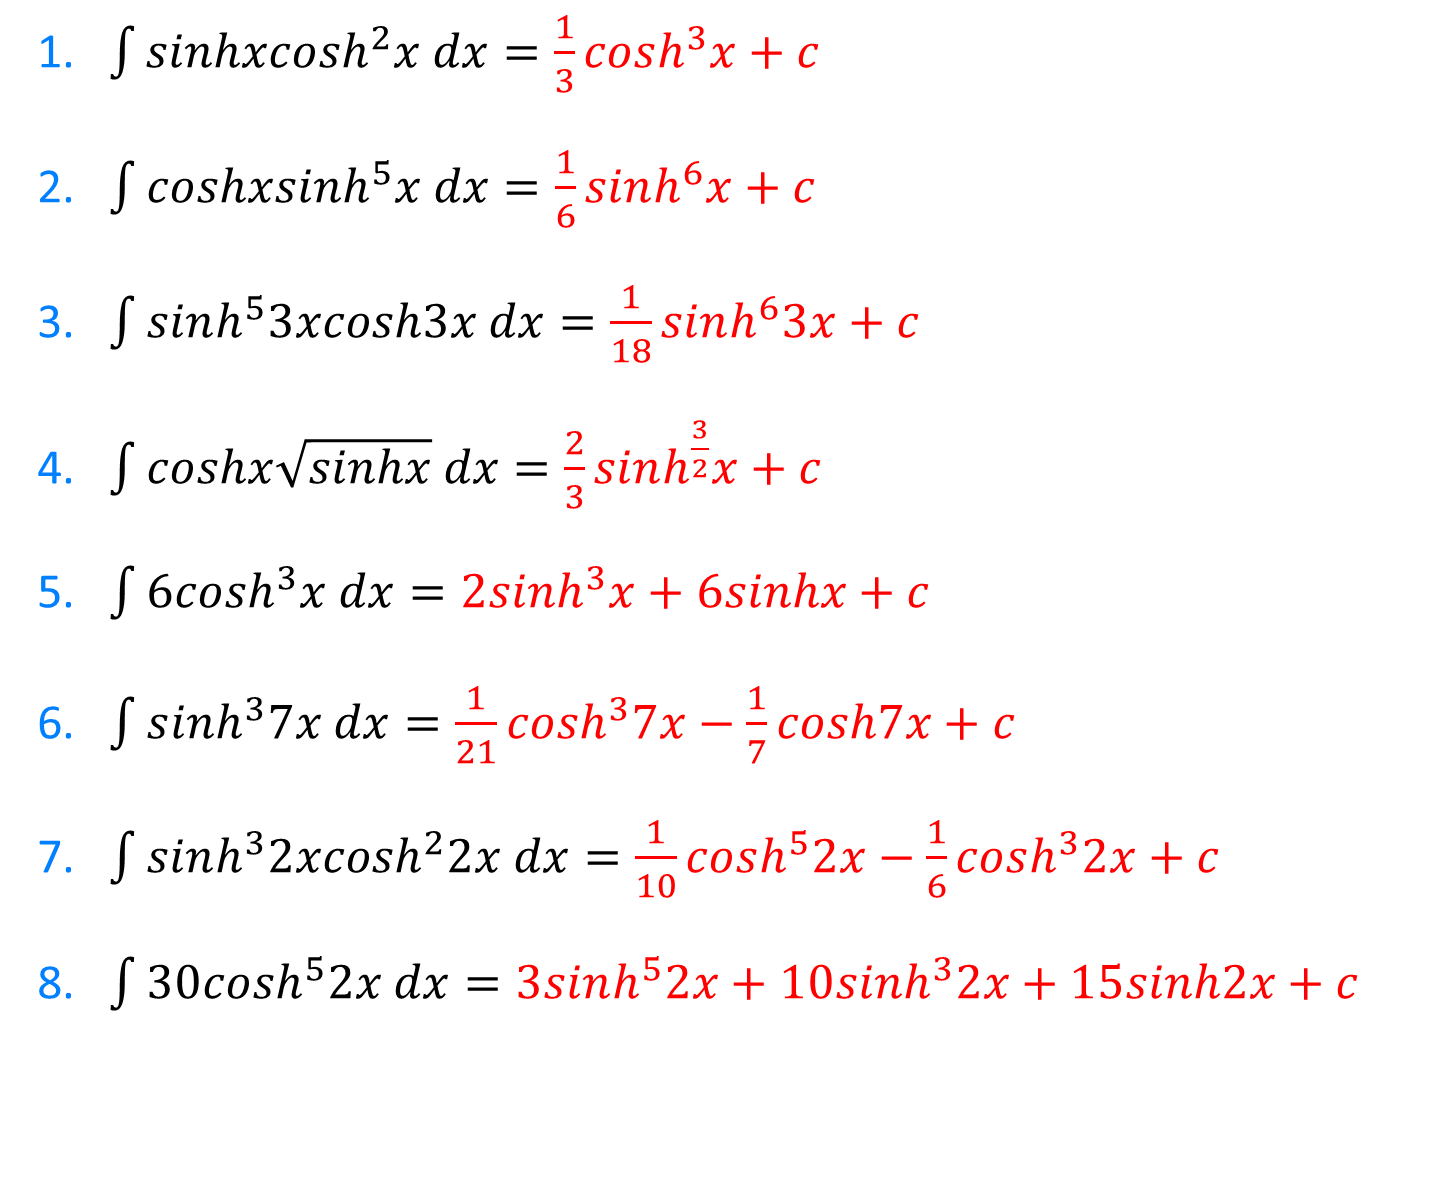 1. ∫ sinhxcosh²x dx = 1/3 cosh³x + c
2. ∫ coshxsinh⁵x dx = 1/6 sinh⁶x + c
3. ∫ sinh⁵3xcosh3x dx = 1/18 sinh⁶3x + c
4. ∫ coshx√(sinhx) dx = 2/3 sinh^(3/2)x + c
5. ∫ 6cosh³x dx = 2sinh³x + 6sinhx + c
6. ∫ sinh³7x dx = 1/21 cosh³7x − 1/7 cosh7x + c
7. ∫ sinh³2xcosh²2x dx = 1/10 cosh⁵2x − 1/6 cosh³2x + c
8. ∫ 30cosh⁵2x dx = 3sinh⁵2x + 10sinh³2x + 15sinh2x + c